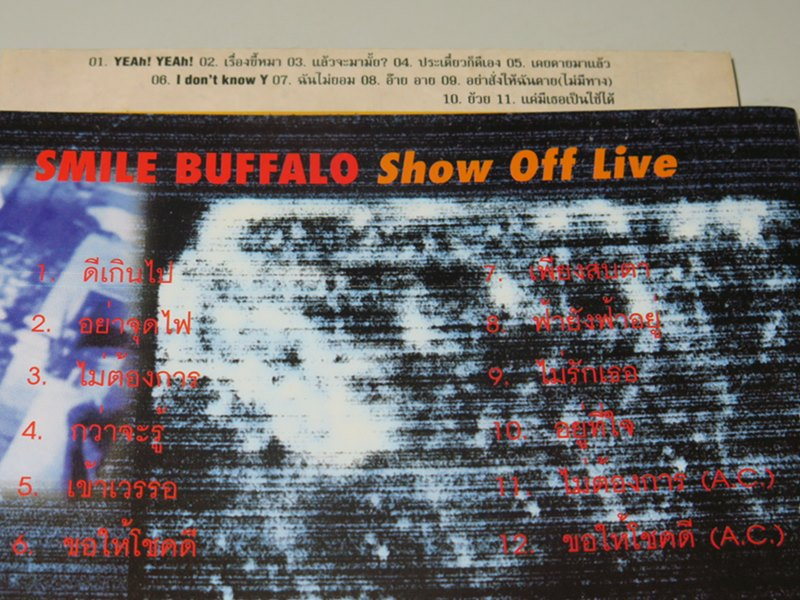 01. YEAh! YEAh! 02. เรื่องขี้หมา 03. แล้วจะมามั้ย? 04. ประเดี๋ยวก็ดีเอง 05. เคยตายมาแล้ว
06. I don't know Y 07. ฉันไม่ยอม 08. อ๊าย อาย 09. อย่าสั่งให้ฉันตาย(ไม่มีทาง)
10. ย้วย 11. แค่มีเธอเป็นใช้ได้
SMILE BUFFALO Show Off Live
1. ดีเกินไป
2. อย่าจุดไฟ
3. ไม่ต้องการ
4. กว่าจะรู้
5. เข้าเวรรอ
6. ขอให้โชคดี
7. เพียงสบตา
8. ฟ้ายังฟ้าอยู่
9. ไม่รักเธอ
10. อยู่ที่ใจ
11. ไม่ต้องการ (A.C.)
12. ขอให้โชคดี (A.C.)